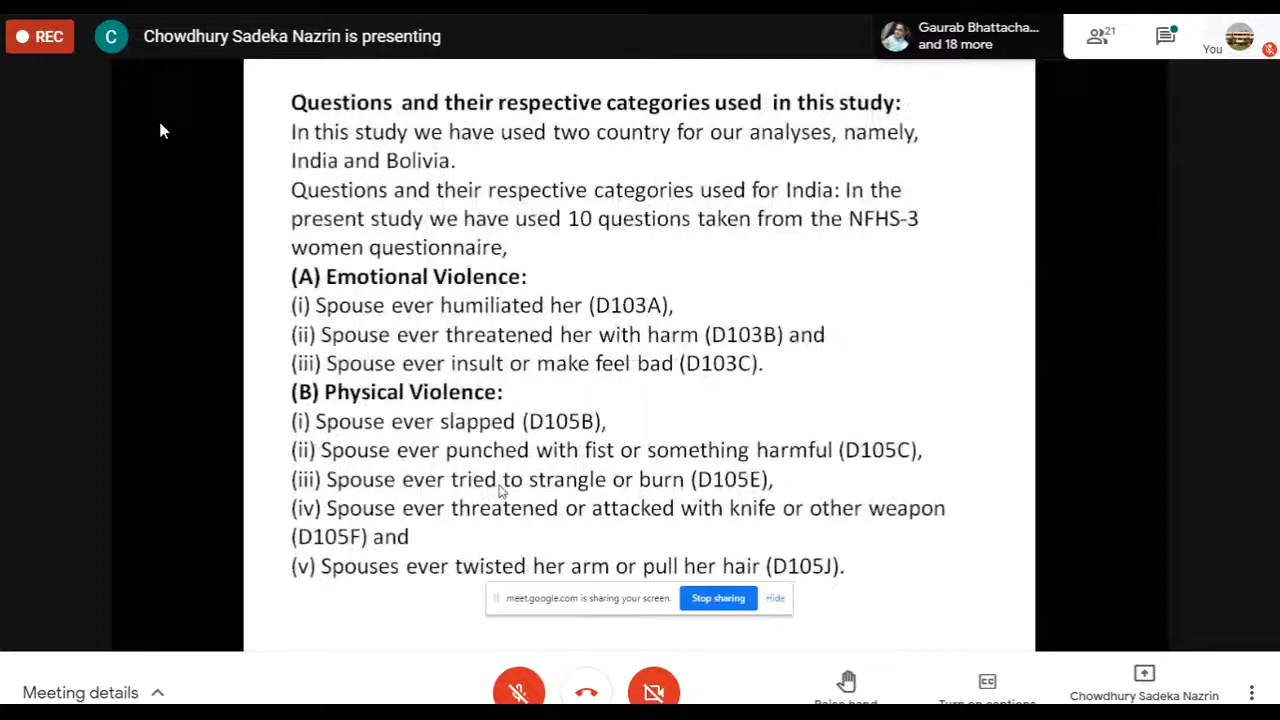 REC
C
Chowdhury Sadeka Nazrin is presenting
Gaurab Bhattacha...
and 18 more
21
You
Questions and their respective categories used in this study:
In this study we have used two country for our analyses, namely,
India and Bolivia.
Questions and their respective categories used for India: In the
present study we have used 10 questions taken from the NFHS-3
women questionnaire,
(A) Emotional Violence:
(i) Spouse ever humiliated her (D103A),
(ii) Spouse ever threatened her with harm (D103B) and
(iii) Spouse ever insult or make feel bad (D103C).
(B) Physical Violence:
(i) Spouse ever slapped (D105B),
(ii) Spouse ever punched with fist or something harmful (D105C),
(iii) Spouse ever tried to strangle or burn (D105E),
(iv) Spouse ever threatened or attacked with knife or other weapon
(D105F) and
(v) Spouses ever twisted her arm or pull her hair (D105J).
meet.google.com is sharing your screen.
Stop sharing
Hide
Meeting details
Raise hand
CC
Turn on captions
Chowdhury Sadeka Nazrin